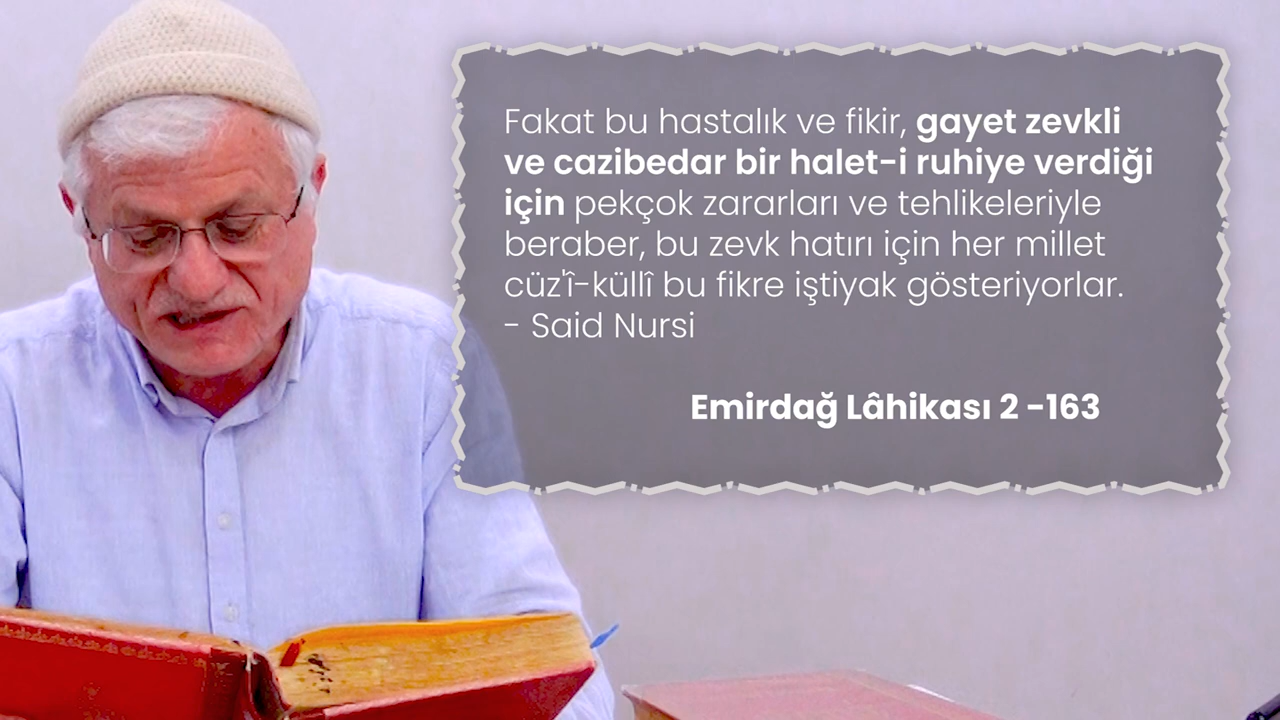 Fakat bu hastalık ve fikir, gayet zevkli
ve cazibedar bir halet-i ruhiye verdiği
için pekçok zararları ve tehlikeleriyle
beraber, bu zevk hatırı için her millet
cüz'î-küllî bu fikre iştiyak gösteriyorlar.
- Said Nursi
Emirdağ Lâhikası 2 -163